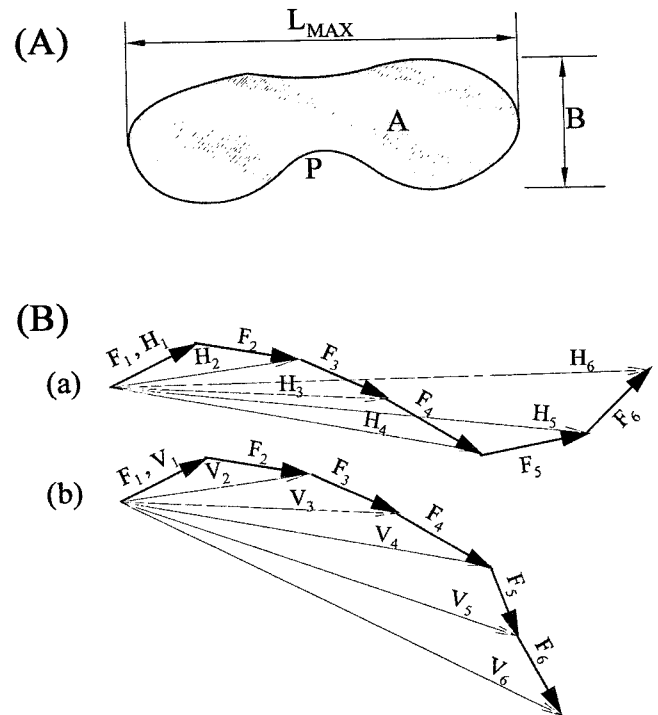 (A)
L_MAX
A
B
P
(B)
(a)
F₁, H₁
H₂
F₂
F₃
H₃
F₄
H₄
H₆
H₅
F₅
F₆
(b)
F₁, V₁
V₂
F₂
F₃
V₃
F₄
V₄
F₅
V₅
F₆
V₆